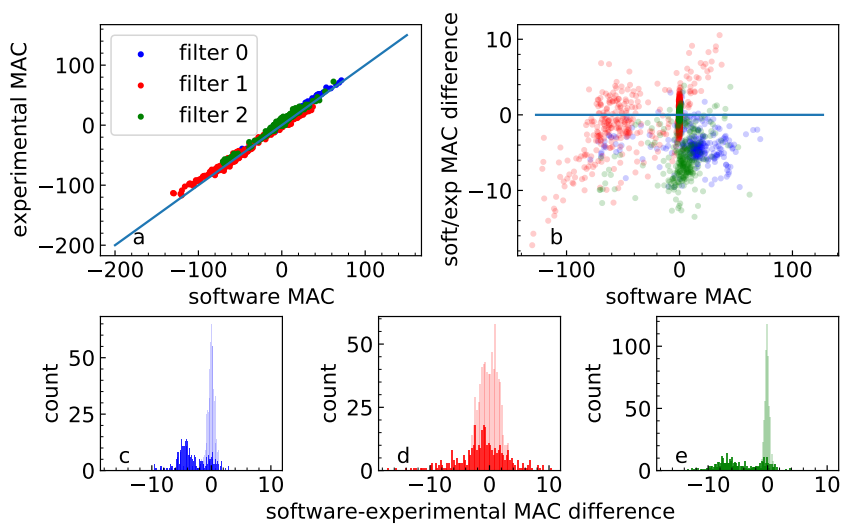 experimental MAC
100
0
−100
−200
filter 0
filter 1
filter 2
a
−200 −100 0 100
software MAC
soft/exp MAC difference
10
0
−10
b
−100 0 100
software MAC
count
50
25
0
c
−10 0 10
count
50
25
0
d
−10 0 10
count
100
50
0
e
−10 0 10
software-experimental MAC difference